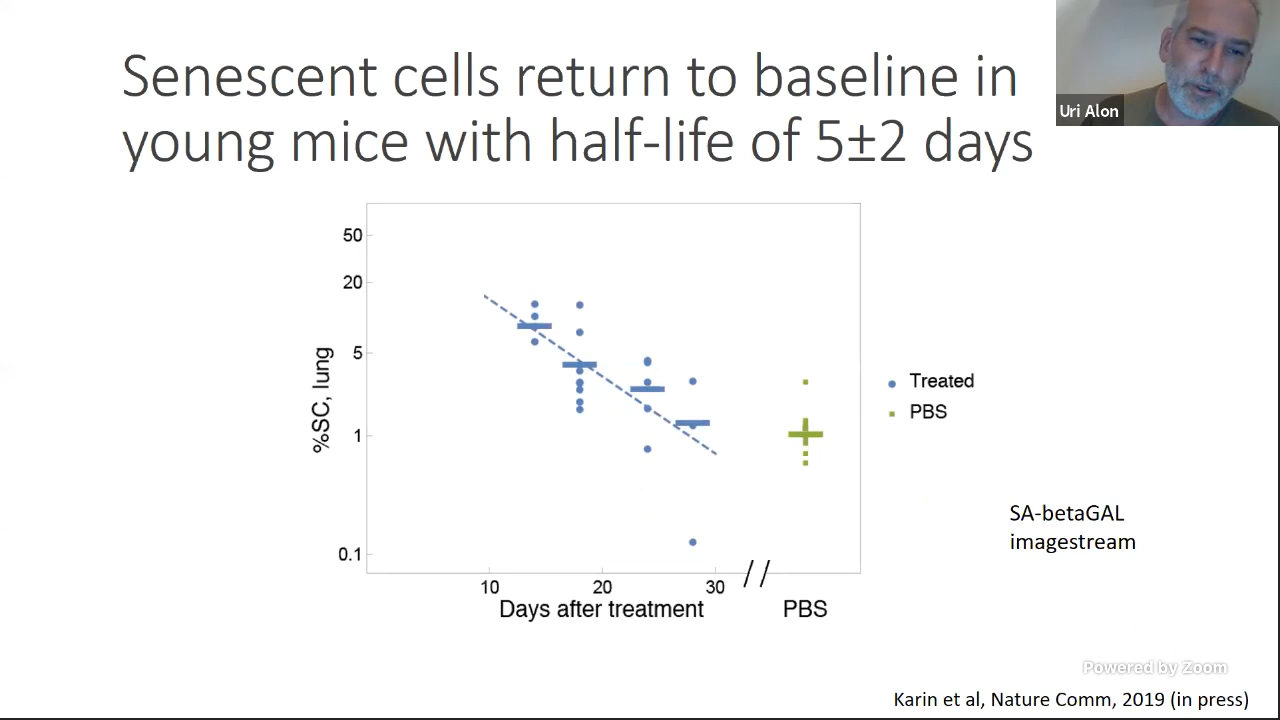 Senescent cells return to baseline in
young mice with half-life of 5±2 days
Uri Alon
50
20
5
1
0.1
%SC, lung
10
20
30
Days after treatment
PBS
Treated
PBS
SA-betaGAL
imagestream
Powered by Zoom
Karin et al, Nature Comm, 2019 (in press)